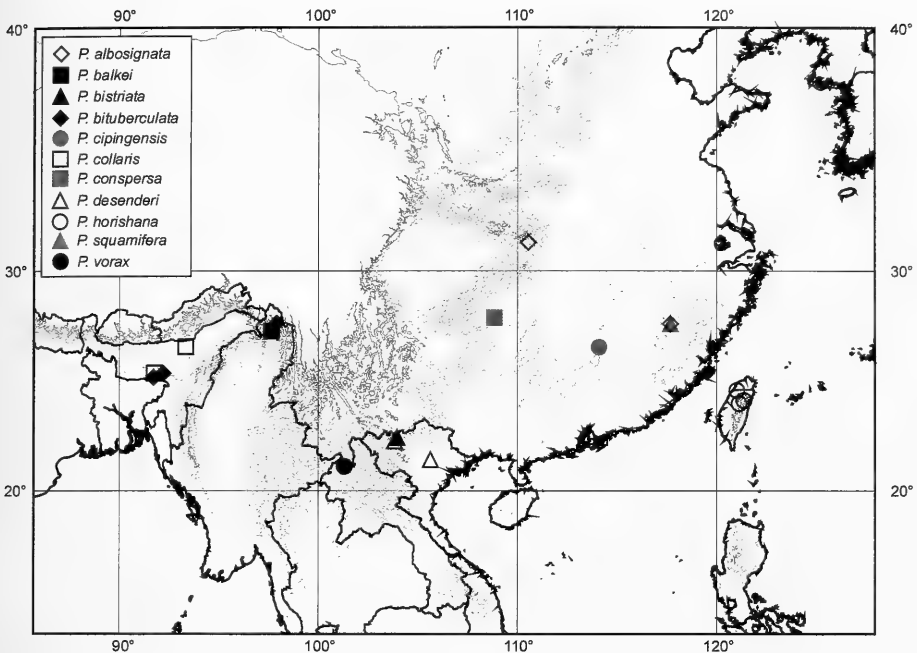 90° 100° 110° 120°
40° 40°
P. albosignata
P. balkei
P. bistriata
P. bituberculata
P. cipingensis
P. collaris
P. conspersa
P. desenderi
P. horishana
P. squamifera
P. vorax
30° 30°
20° 20°
90° 100° 110° 120°